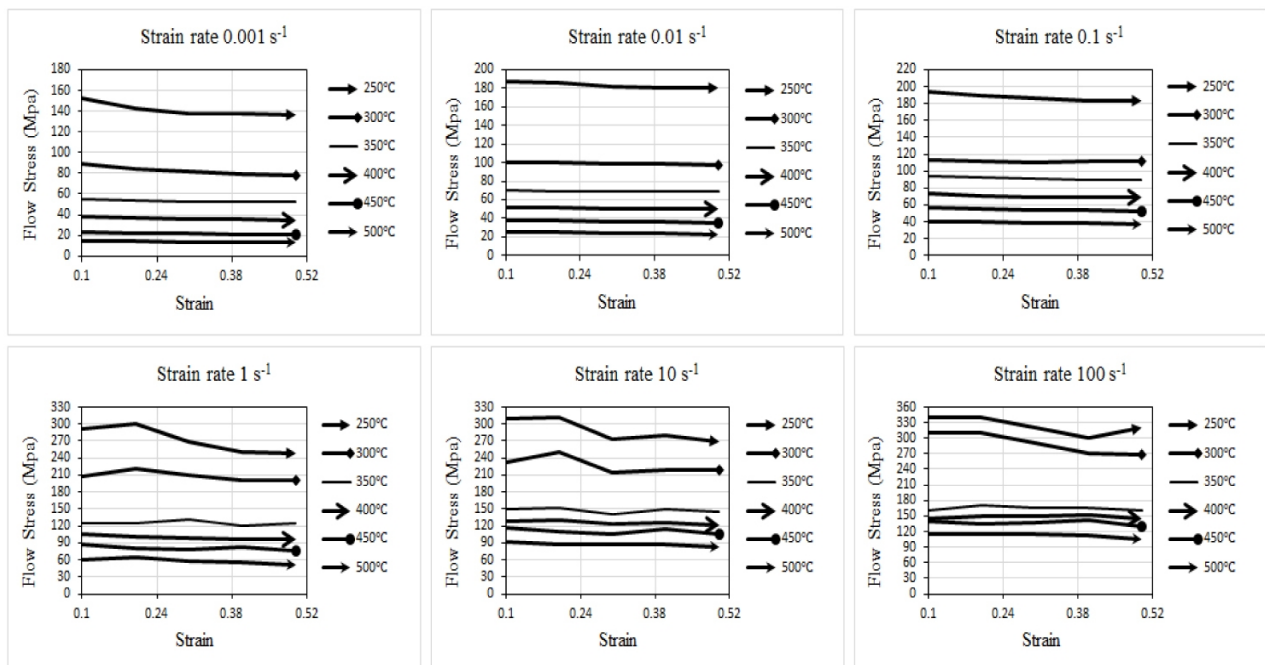 Strain rate 0.001 s⁻¹
Flow Stress (Mpa)
180
160
140
120
100
80
60
40
20
0
0.1 0.24 0.38 0.52
Strain
250°C
300°C
350°C
400°C
450°C
500°C
Strain rate 0.01 s⁻¹
Flow Stress (Mpa)
200
180
160
140
120
100
80
60
40
20
0
0.1 0.24 0.38 0.52
Strain
250°C
300°C
350°C
400°C
450°C
500°C
Strain rate 0.1 s⁻¹
Flow Stress (Mpa)
220
200
180
160
140
120
100
80
60
40
20
0
0.1 0.24 0.38 0.52
Strain
250°C
300°C
350°C
400°C
450°C
500°C
Strain rate 1 s⁻¹
Flow Stress (Mpa)
330
300
270
240
210
180
150
120
90
60
30
0
0.1 0.24 0.38 0.52
Strain
250°C
300°C
350°C
400°C
450°C
500°C
Strain rate 10 s⁻¹
Flow Stress (Mpa)
330
300
270
240
210
180
150
120
90
60
30
0
0.1 0.24 0.38 0.52
Strain
250°C
300°C
350°C
400°C
450°C
500°C
Strain rate 100 s⁻¹
Flow Stress (Mpa)
360
330
300
270
240
210
180
150
120
90
60
30
0
0.1 0.24 0.38 0.52
Strain
250°C
300°C
350°C
400°C
450°C
500°C